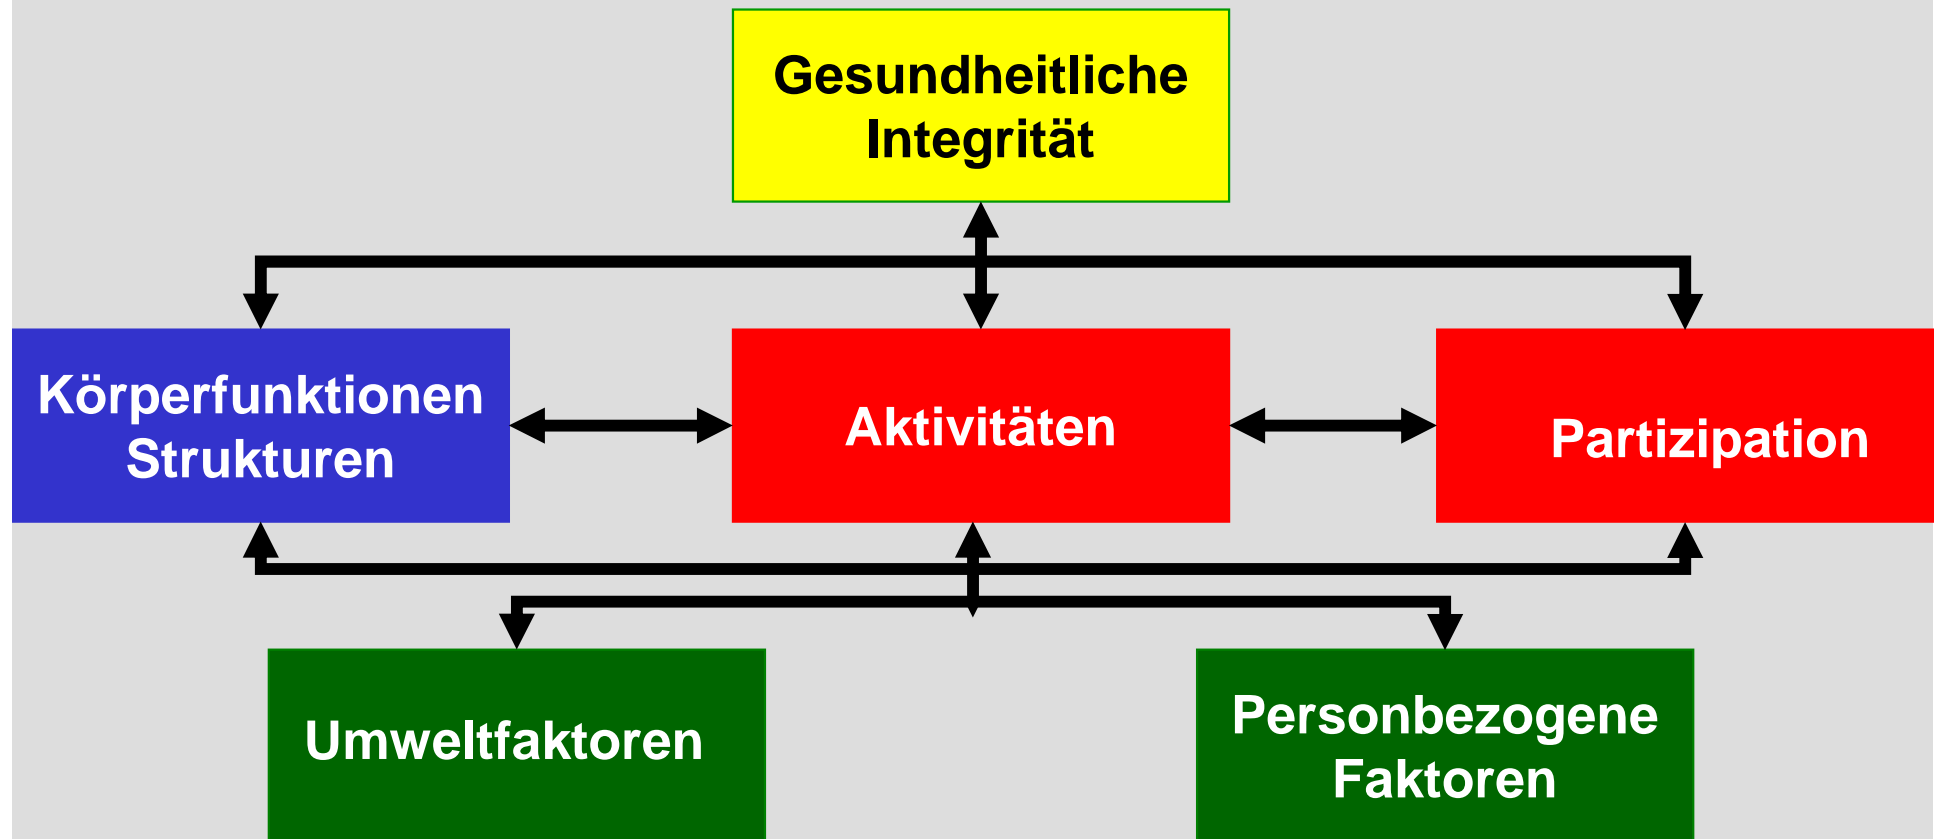 Gesundheitliche
Integrität
Körperfunktionen
Strukturen
Aktivitäten
Partizipation
Umweltfaktoren
Personbezogene
Faktoren